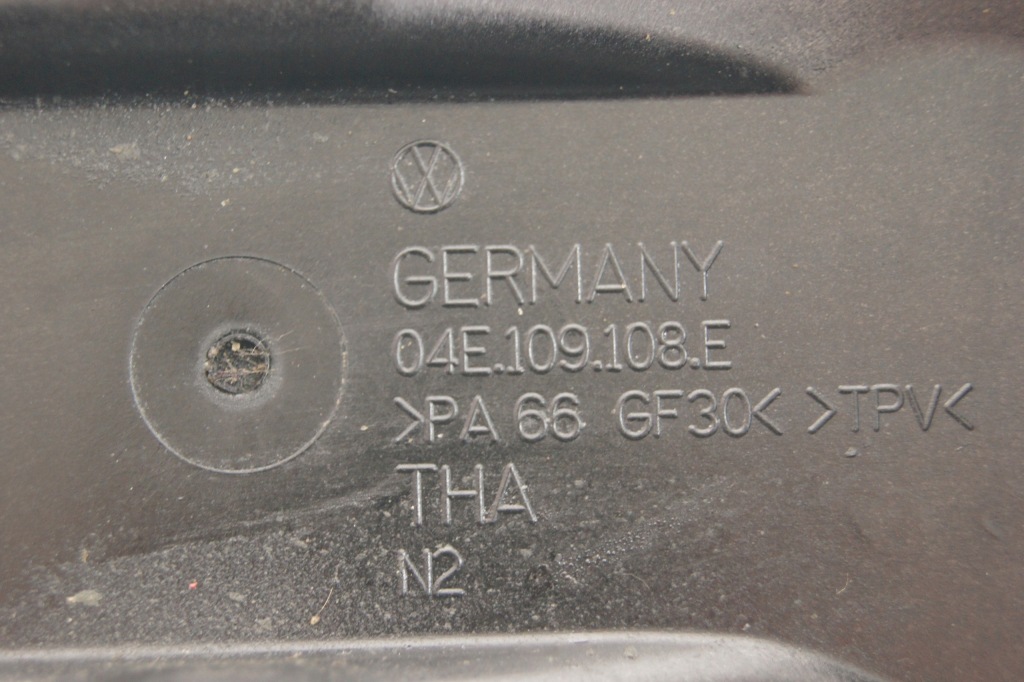 GERMANY
04E.109.108.E
>PA 66 GF30< >TPV<
THA
N2